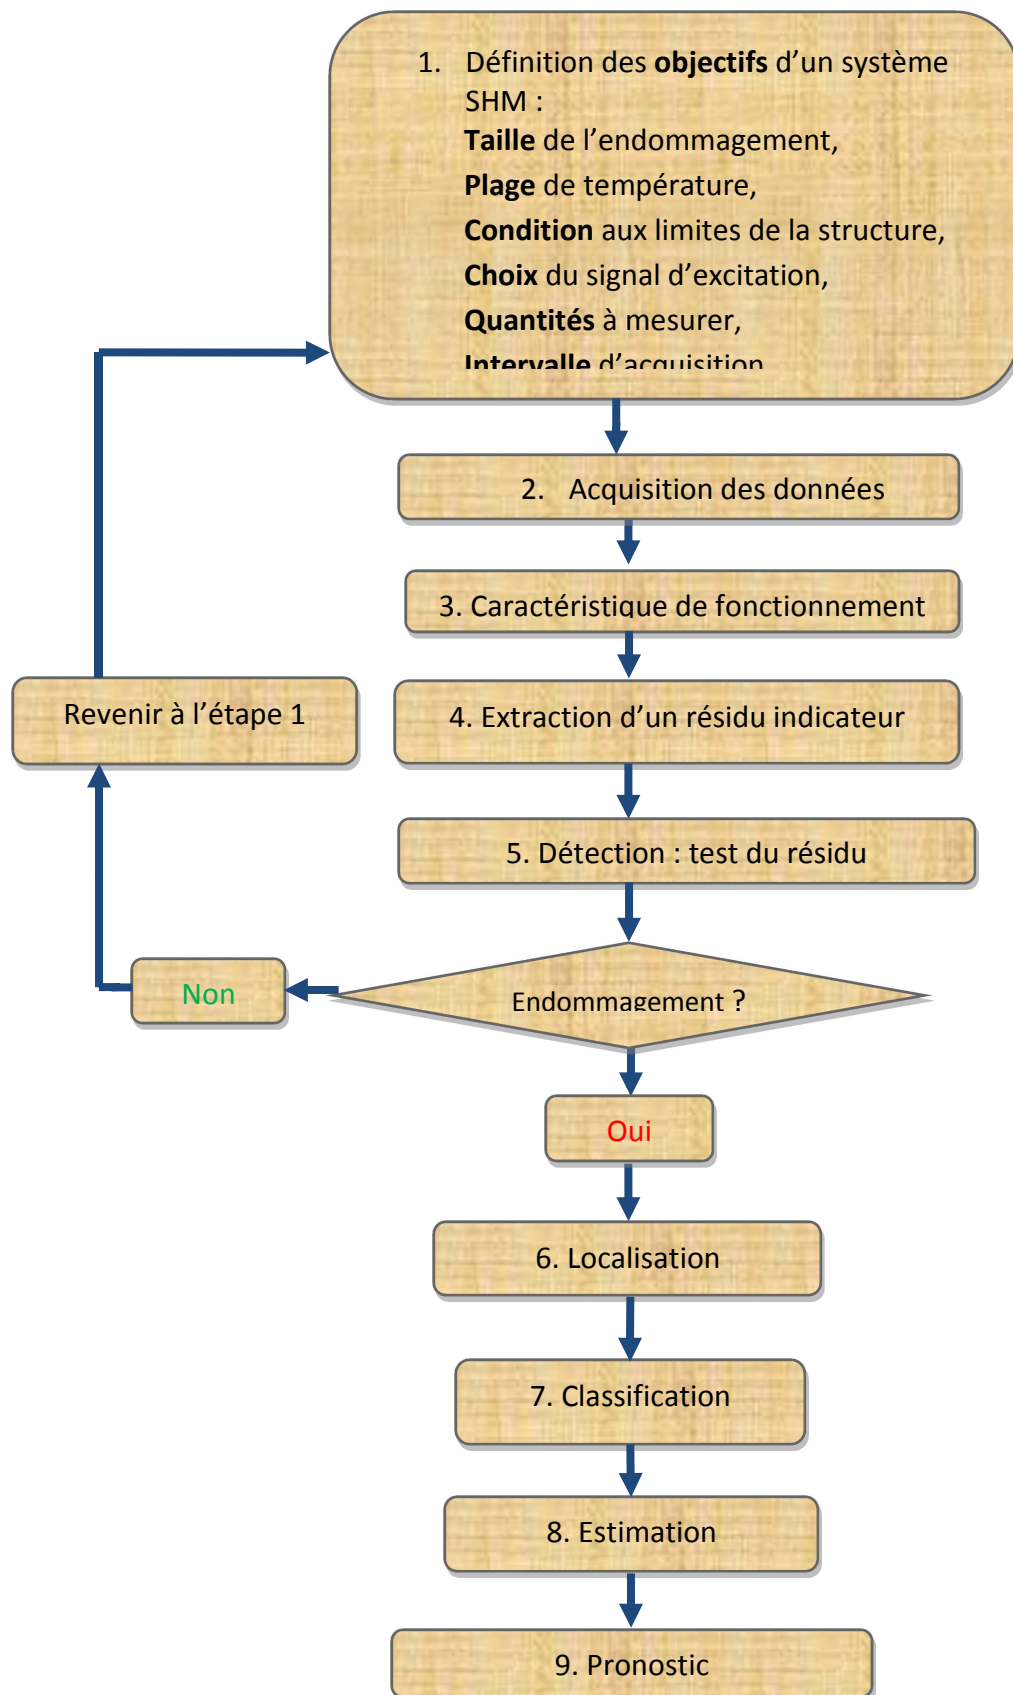 1. Définition des objectifs d’un système
SHM :
Taille de l’endommagement,
Plage de température,
Condition aux limites de la structure,
Choix du signal d’excitation,
Quantités à mesurer,
Intervalle d’acquisition
2. Acquisition des données
3. Caractéristique de fonctionnement
Revenir à l’étape 1
4. Extraction d’un résidu indicateur
5. Détection : test du résidu
Non
Endommagement ?
Oui
6. Localisation
7. Classification
8. Estimation
9. Pronostic